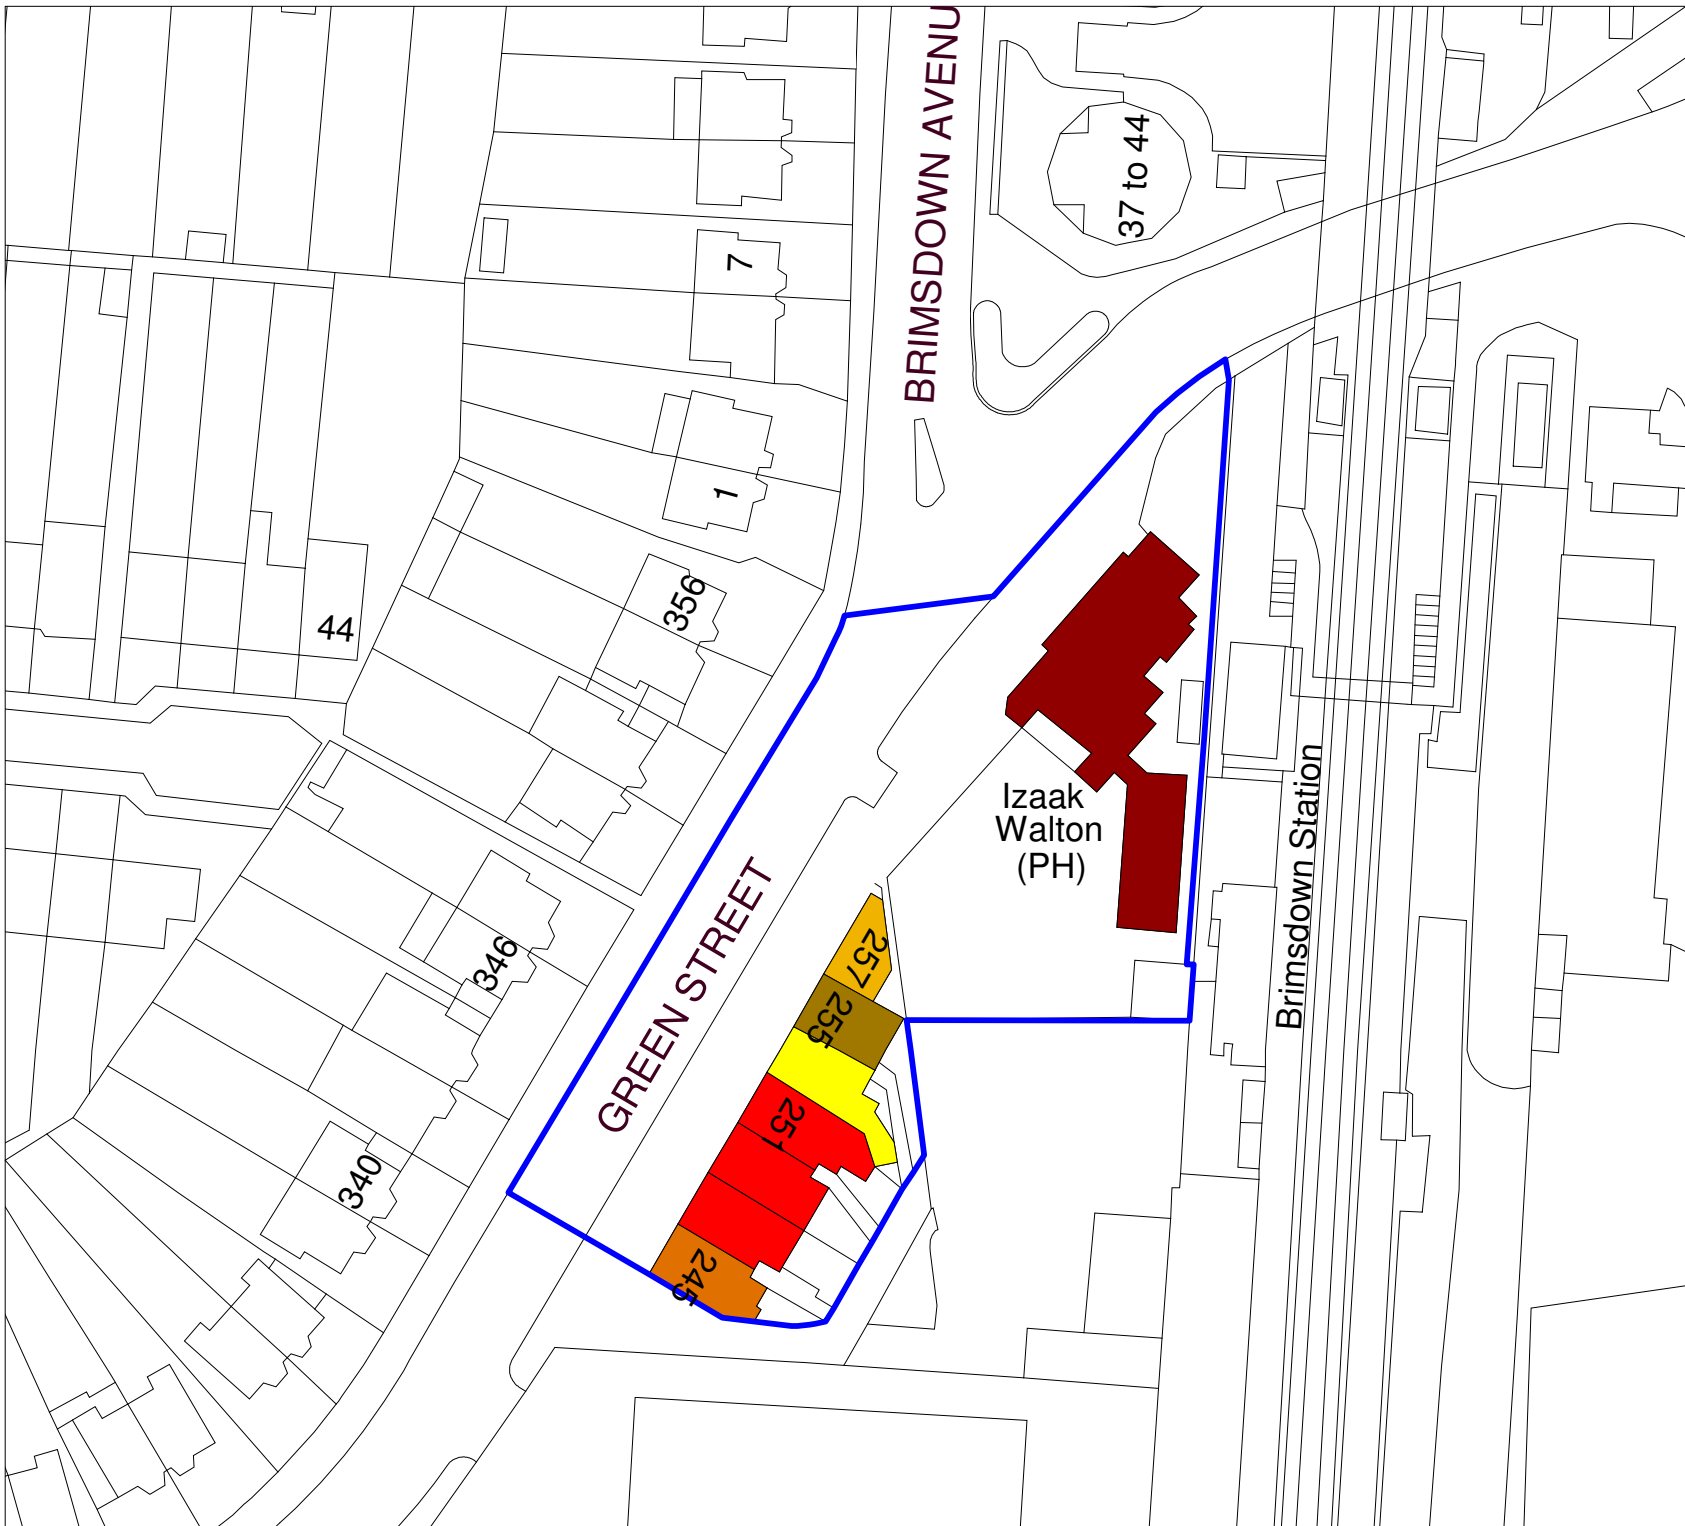 BRIMSDOWN AVENU
37 to 44
7
1
356
44
Izaak
Walton
(PH)
Brimsdown Station
GREEN STREET
346
340
257
255
251
245